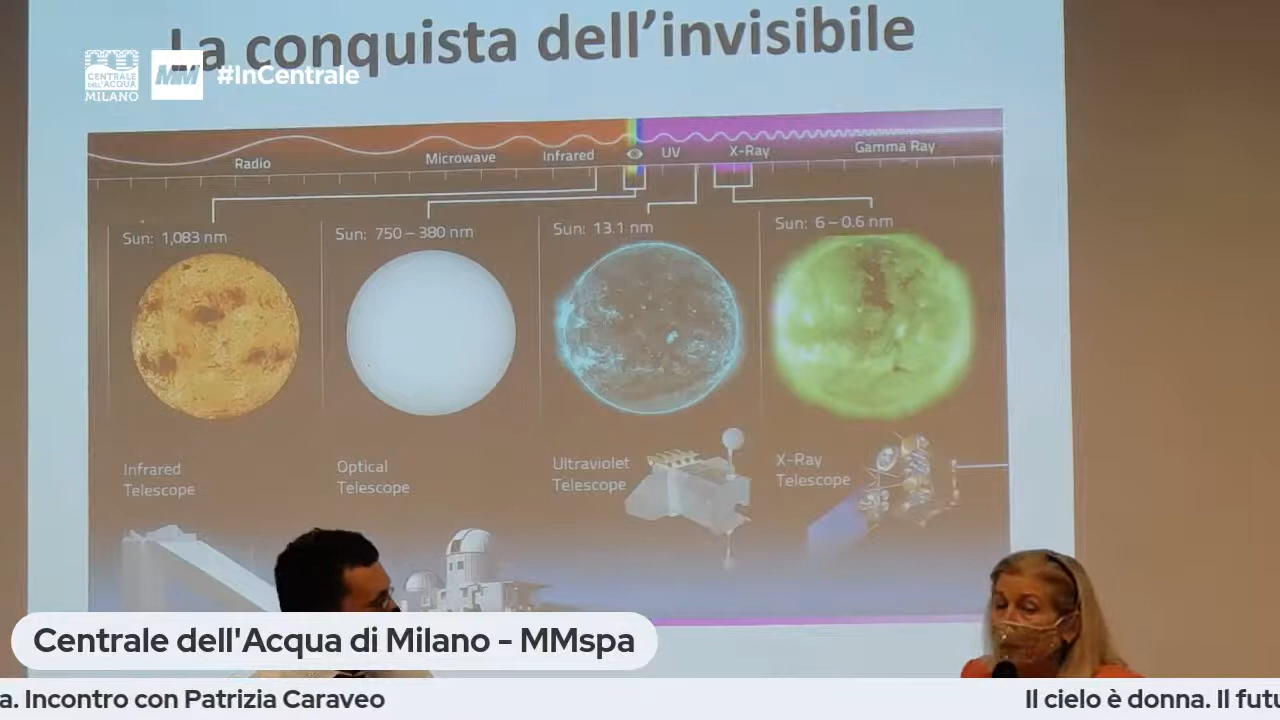 La conquista dell'invisibile
CENTRALE
DELL'ACQUA
MILANO
MM
#InCentrale
Radio
Microwave
Infrared
UV
X-Ray
Gamma Ray
Sun: 1,083 nm
Sun: 750 – 380 nm
Sun: 13.1 nm
Sun: 6 – 0.6 nm
Infrared
Telescope
Optical
Telescope
Ultraviolet
Telescope
X-Ray
Telescope
Centrale dell'Acqua di Milano - MMspa
a. Incontro con Patrizia Caraveo
Il cielo è donna. Il futu